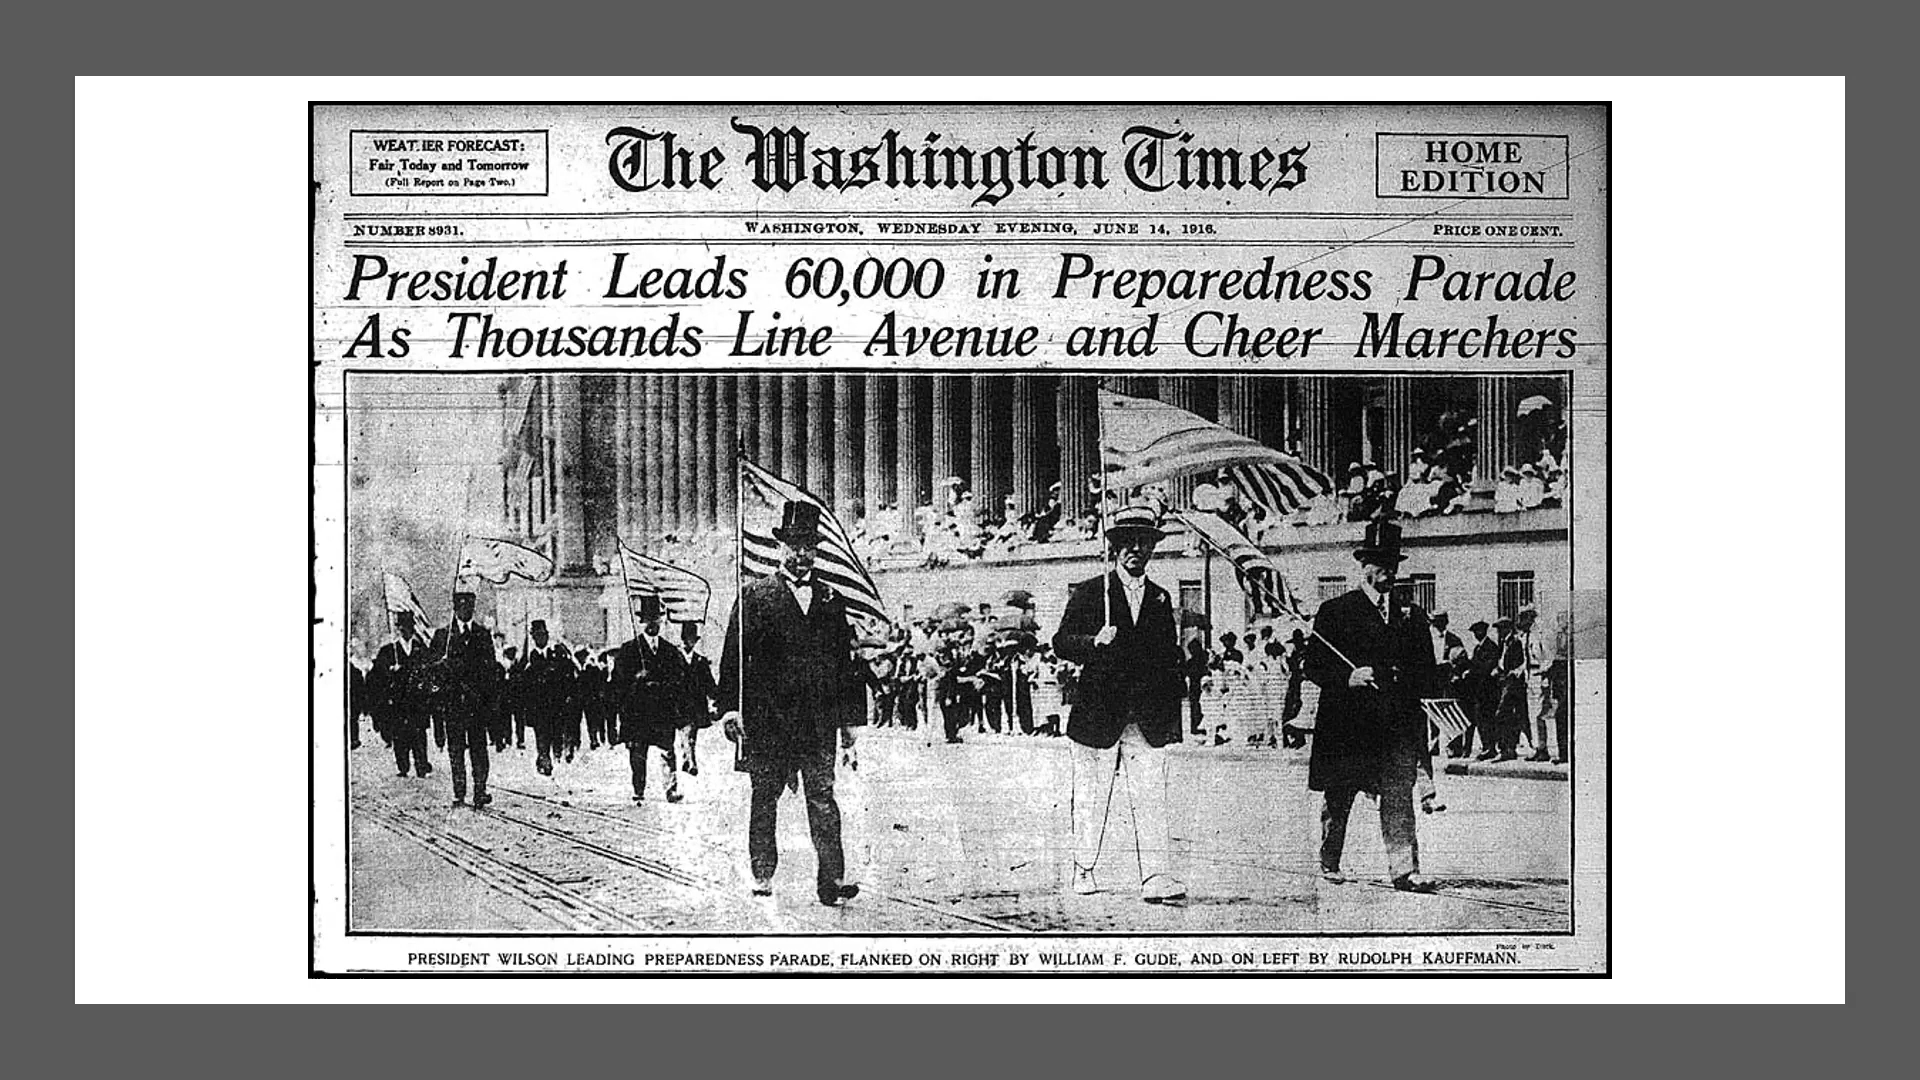 WEAT IER FORECAST:
Fair Today and Tomorrow
(Full Report on Page Two.)
The Washington Times
HOME
EDITION
NUMBER 8931.
WASHINGTON, WEDNESDAY EVENING, JUNE 14, 1916.
PRICE ONE CENT.
President Leads 60,000 in Preparedness Parade
As Thousands Line Avenue and Cheer Marchers
Photo by
PRESIDENT WILSON LEADING PREPAREDNESS PARADE, FLANKED ON RIGHT BY WILLIAM F. GUDE, AND ON LEFT BY RUDOLPH KAUFFMANN.